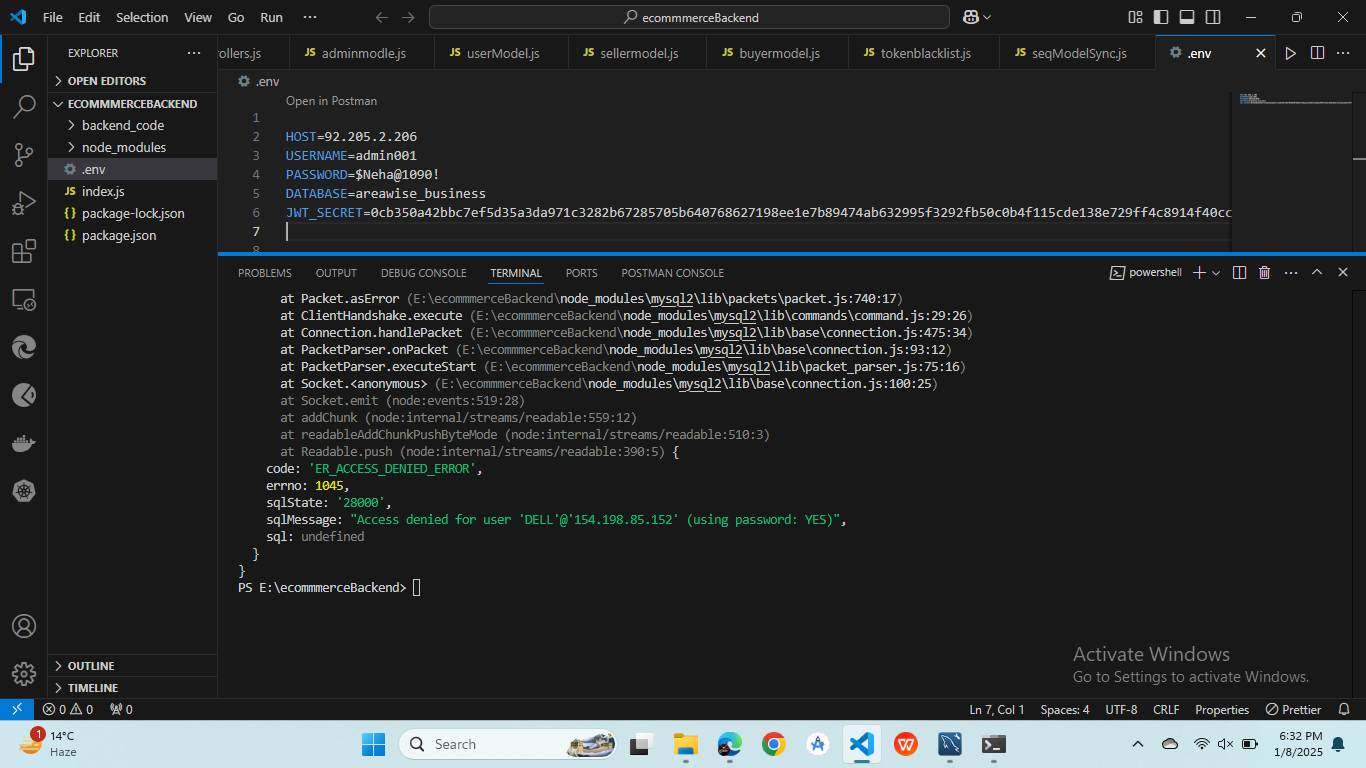 File Edit Selection View Go Run ··· ecommmerceBackend
EXPLORER ···
OPEN EDITORS
ECOMMMERCEBACKEND
backend_code
node_modules
.env
JS index.js
{} package-lock.json
{} package.json
OUTLINE
TIMELINE
ollers.js JS adminmodle.js JS userModel.js JS sellermodel.js JS buyermodel.js JS tokenblacklist.js JS seqModelSync.js .env
.env
Open in Postman
1
2 HOST=92.205.2.206
3 USERNAME=admin001
4 PASSWORD=$Neha@1090!
5 DATABASE=areawise_business
6 JWT_SECRET=0cb350a42bbc7ef5d35a3da971c3282b67285705b640768627198ee1e7b89474ab632995f3292fb50c0b4f115cde138e729ff4c8914f40cc
7
8
PROBLEMS OUTPUT DEBUG CONSOLE TERMINAL PORTS POSTMAN CONSOLE powershell
at Packet.asError (E:\ecommmerceBackend\node_modules\mysql2\lib\packets\packet.js:740:17)
at ClientHandshake.execute (E:\ecommmerceBackend\node_modules\mysql2\lib\commands\command.js:29:26)
at Connection.handlePacket (E:\ecommmerceBackend\node_modules\mysql2\lib\base\connection.js:475:34)
at PacketParser.onPacket (E:\ecommmerceBackend\node_modules\mysql2\lib\base\connection.js:93:12)
at PacketParser.executeStart (E:\ecommmerceBackend\node_modules\mysql2\lib\packet_parser.js:75:16)
at Socket.<anonymous> (E:\ecommmerceBackend\node_modules\mysql2\lib\base\connection.js:100:25)
at Socket.emit (node:events:519:28)
at addChunk (node:internal/streams/readable:559:12)
at readableAddChunkPushByteMode (node:internal/streams/readable:510:3)
at Readable.push (node:internal/streams/readable:390:5) {
code: 'ER_ACCESS_DENIED_ERROR',
errno: 1045,
sqlState: '28000',
sqlMessage: "Access denied for user 'DELL'@'154.198.85.152' (using password: YES)",
sql: undefined
}
}
PS E:\ecommmerceBackend>
Activate Windows
Go to Settings to activate Windows.
0 0 0 Ln 7, Col 1 Spaces: 4 UTF-8 CRLF Properties Prettier
1 14°C
Haze
Search
6:32 PM
1/8/2025